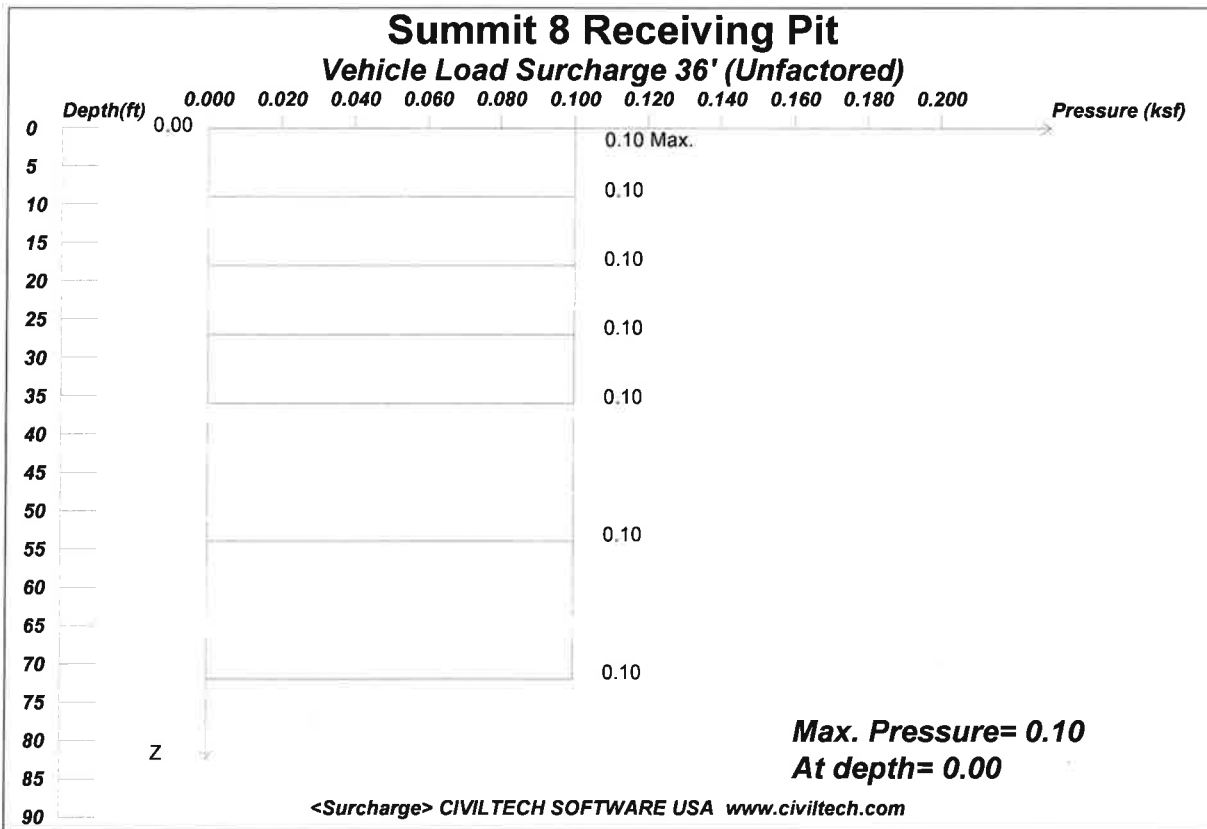 Summit 8 Receiving Pit
Vehicle Load Surcharge 36' (Unfactored)
Depth(ft) 0.000 0.020 0.040 0.060 0.080 0.100 0.120 0.140 0.160 0.180 0.200 Pressure (ksf)
0 0.00
0.10 Max.
5
10 0.10
15
0.10
20
25
0.10
30
35 0.10
40
45
50
0.10
55
60
65
70 0.10
75
Max. Pressure= 0.10
80 Z
At depth= 0.00
85
<Surcharge> CIVILTECH SOFTWARE USA www.civiltech.com
90